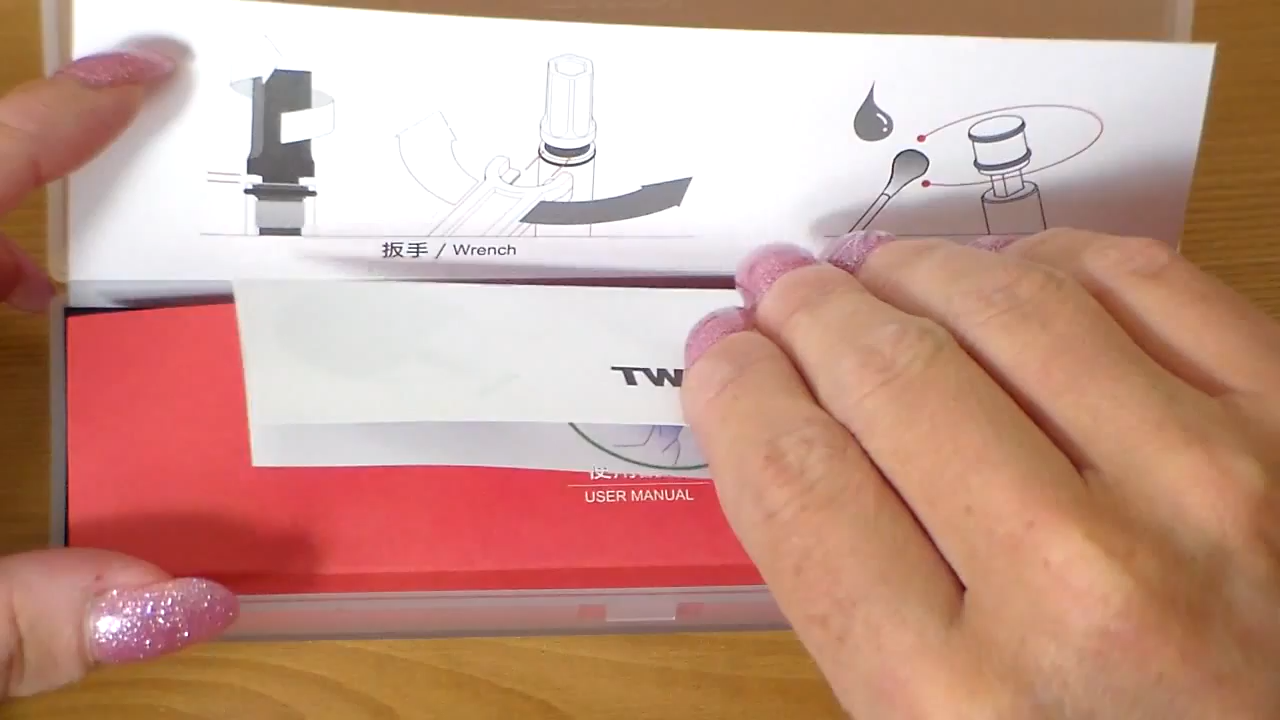 扳手 / Wrench
TW
USER MANUAL